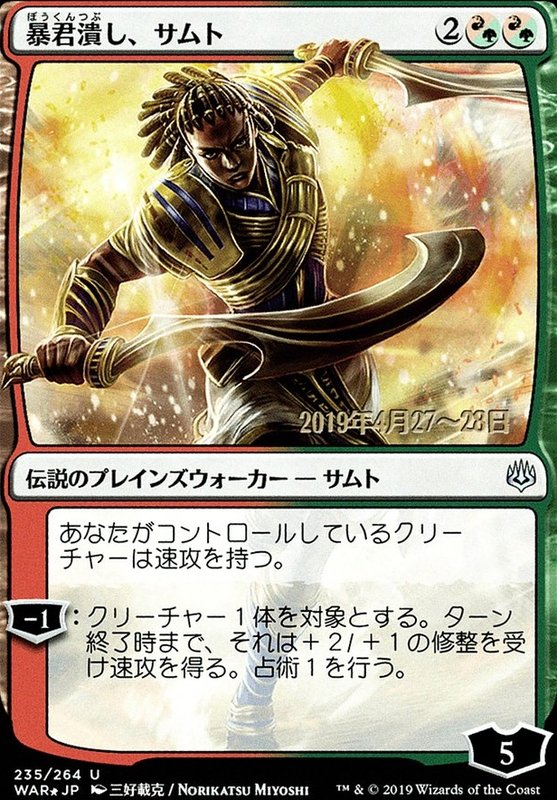 ぼうくんつぶ
暴君潰し、サムト
2
2019年4月27~28日
伝説のプレインズウォーカー — サムト
あなたがコントロールしているクリー
チャーは速攻を持つ。
-1
:クリーチャー1体を対象とする。ターン
終了時まで、それは+2/+1の修整を受
け速攻を得る。占術1を行う。
5
235/264 U
WAR★JP 三好載克 / NORIKATSU MIYOSHI
™ & © 2019 Wizards of the Coast